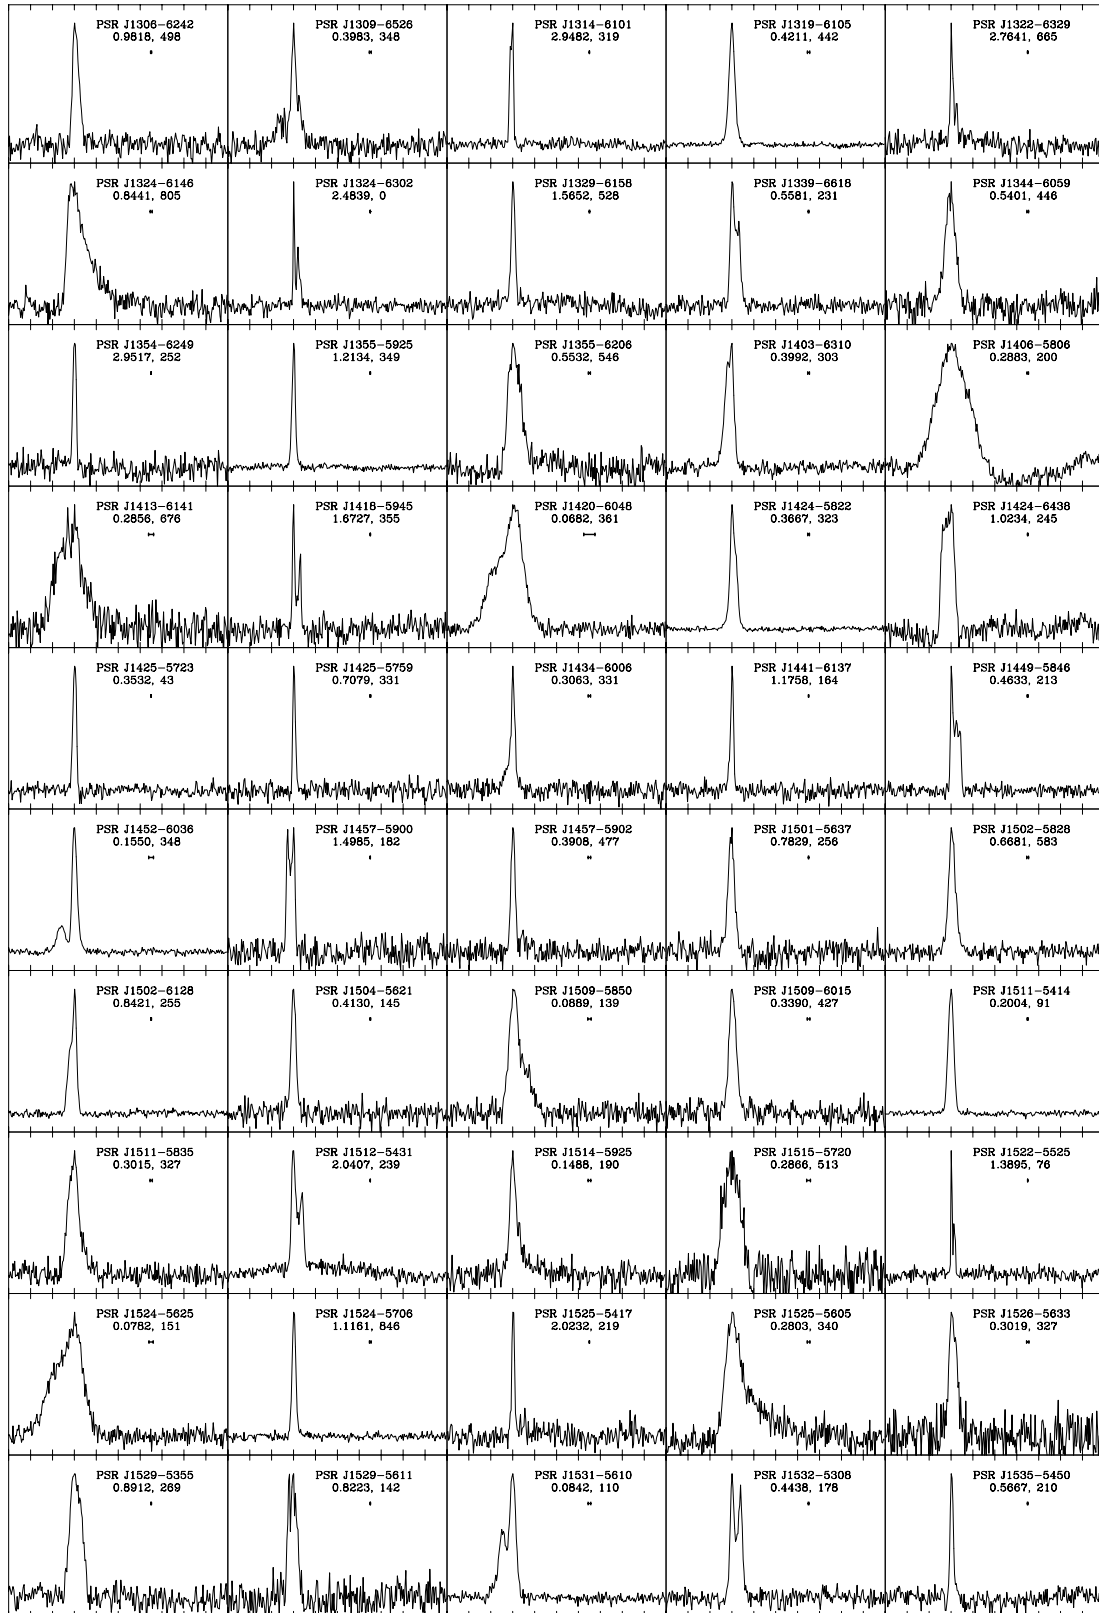 PSR J1306-6242
0.9818, 498
PSR J1309-6526
0.3983, 348
PSR J1314-6101
2.9482, 319
PSR J1319-6105
0.4211, 442
PSR J1322-6329
2.7641, 665
PSR J1324-6146
0.8441, 805
PSR J1324-6302
2.4839, 0
PSR J1329-6158
1.5652, 528
PSR J1339-6618
0.5581, 231
PSR J1344-6059
0.5401, 446
PSR J1354-6249
2.9517, 252
PSR J1355-5925
1.2134, 349
PSR J1355-6206
0.5532, 546
PSR J1403-6310
0.3992, 303
PSR J1406-5806
0.2883, 200
PSR J1413-6141
0.2856, 676
PSR J1416-5945
1.6727, 355
PSR J1420-6048
0.0682, 361
PSR J1424-5822
0.3667, 323
PSR J1424-6438
1.0234, 245
PSR J1425-5723
0.3532, 43
PSR J1425-5759
0.7079, 331
PSR J1434-6006
0.3063, 331
PSR J1441-6137
1.1758, 164
PSR J1449-5846
0.4633, 213
PSR J1452-6036
0.1550, 348
PSR J1457-5900
1.4985, 182
PSR J1457-5902
0.3908, 477
PSR J1501-5637
0.7829, 256
PSR J1502-5828
0.6681, 583
PSR J1502-6128
0.8421, 255
PSR J1504-5621
0.4130, 145
PSR J1509-5850
0.0889, 139
PSR J1509-6015
0.3390, 427
PSR J1511-5414
0.2004, 91
PSR J1511-5835
0.3015, 327
PSR J1512-5431
2.0407, 239
PSR J1514-5925
0.1488, 190
PSR J1515-5720
0.2866, 513
PSR J1522-5525
1.3895, 76
PSR J1524-5625
0.0782, 151
PSR J1524-5706
1.1161, 846
PSR J1525-5417
2.0232, 219
PSR J1525-5605
0.2803, 340
PSR J1526-5633
0.3019, 327
PSR J1529-5355
0.8912, 269
PSR J1529-5611
0.8223, 142
PSR J1531-5610
0.0842, 110
PSR J1532-5308
0.4438, 178
PSR J1535-5450
0.5667, 210